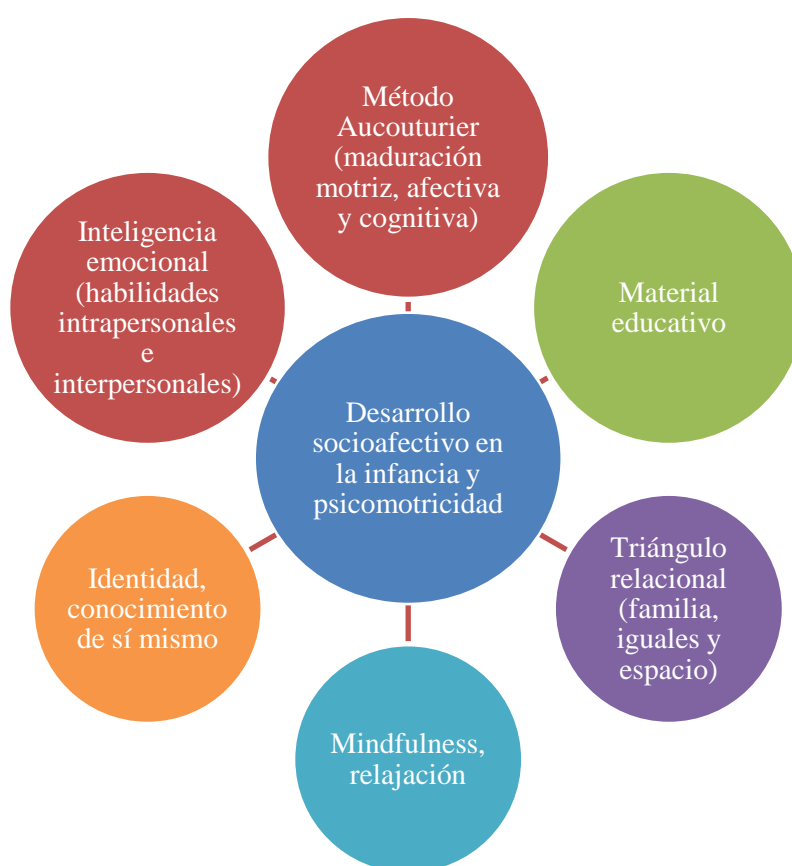 Método
Aucouturier
(maduración
motriz, afectiva
y cognitiva)
Inteligencia
emocional
(habilidades
intrapersonales
e
interpersonales)
Material
educativo
Desarrollo
socioafectivo en
la infancia y
psicomotricidad
Identidad,
conocimiento
de sí mismo
Triángulo
relacional
(familia,
iguales y
espacio)
Mindfulness,
relajación